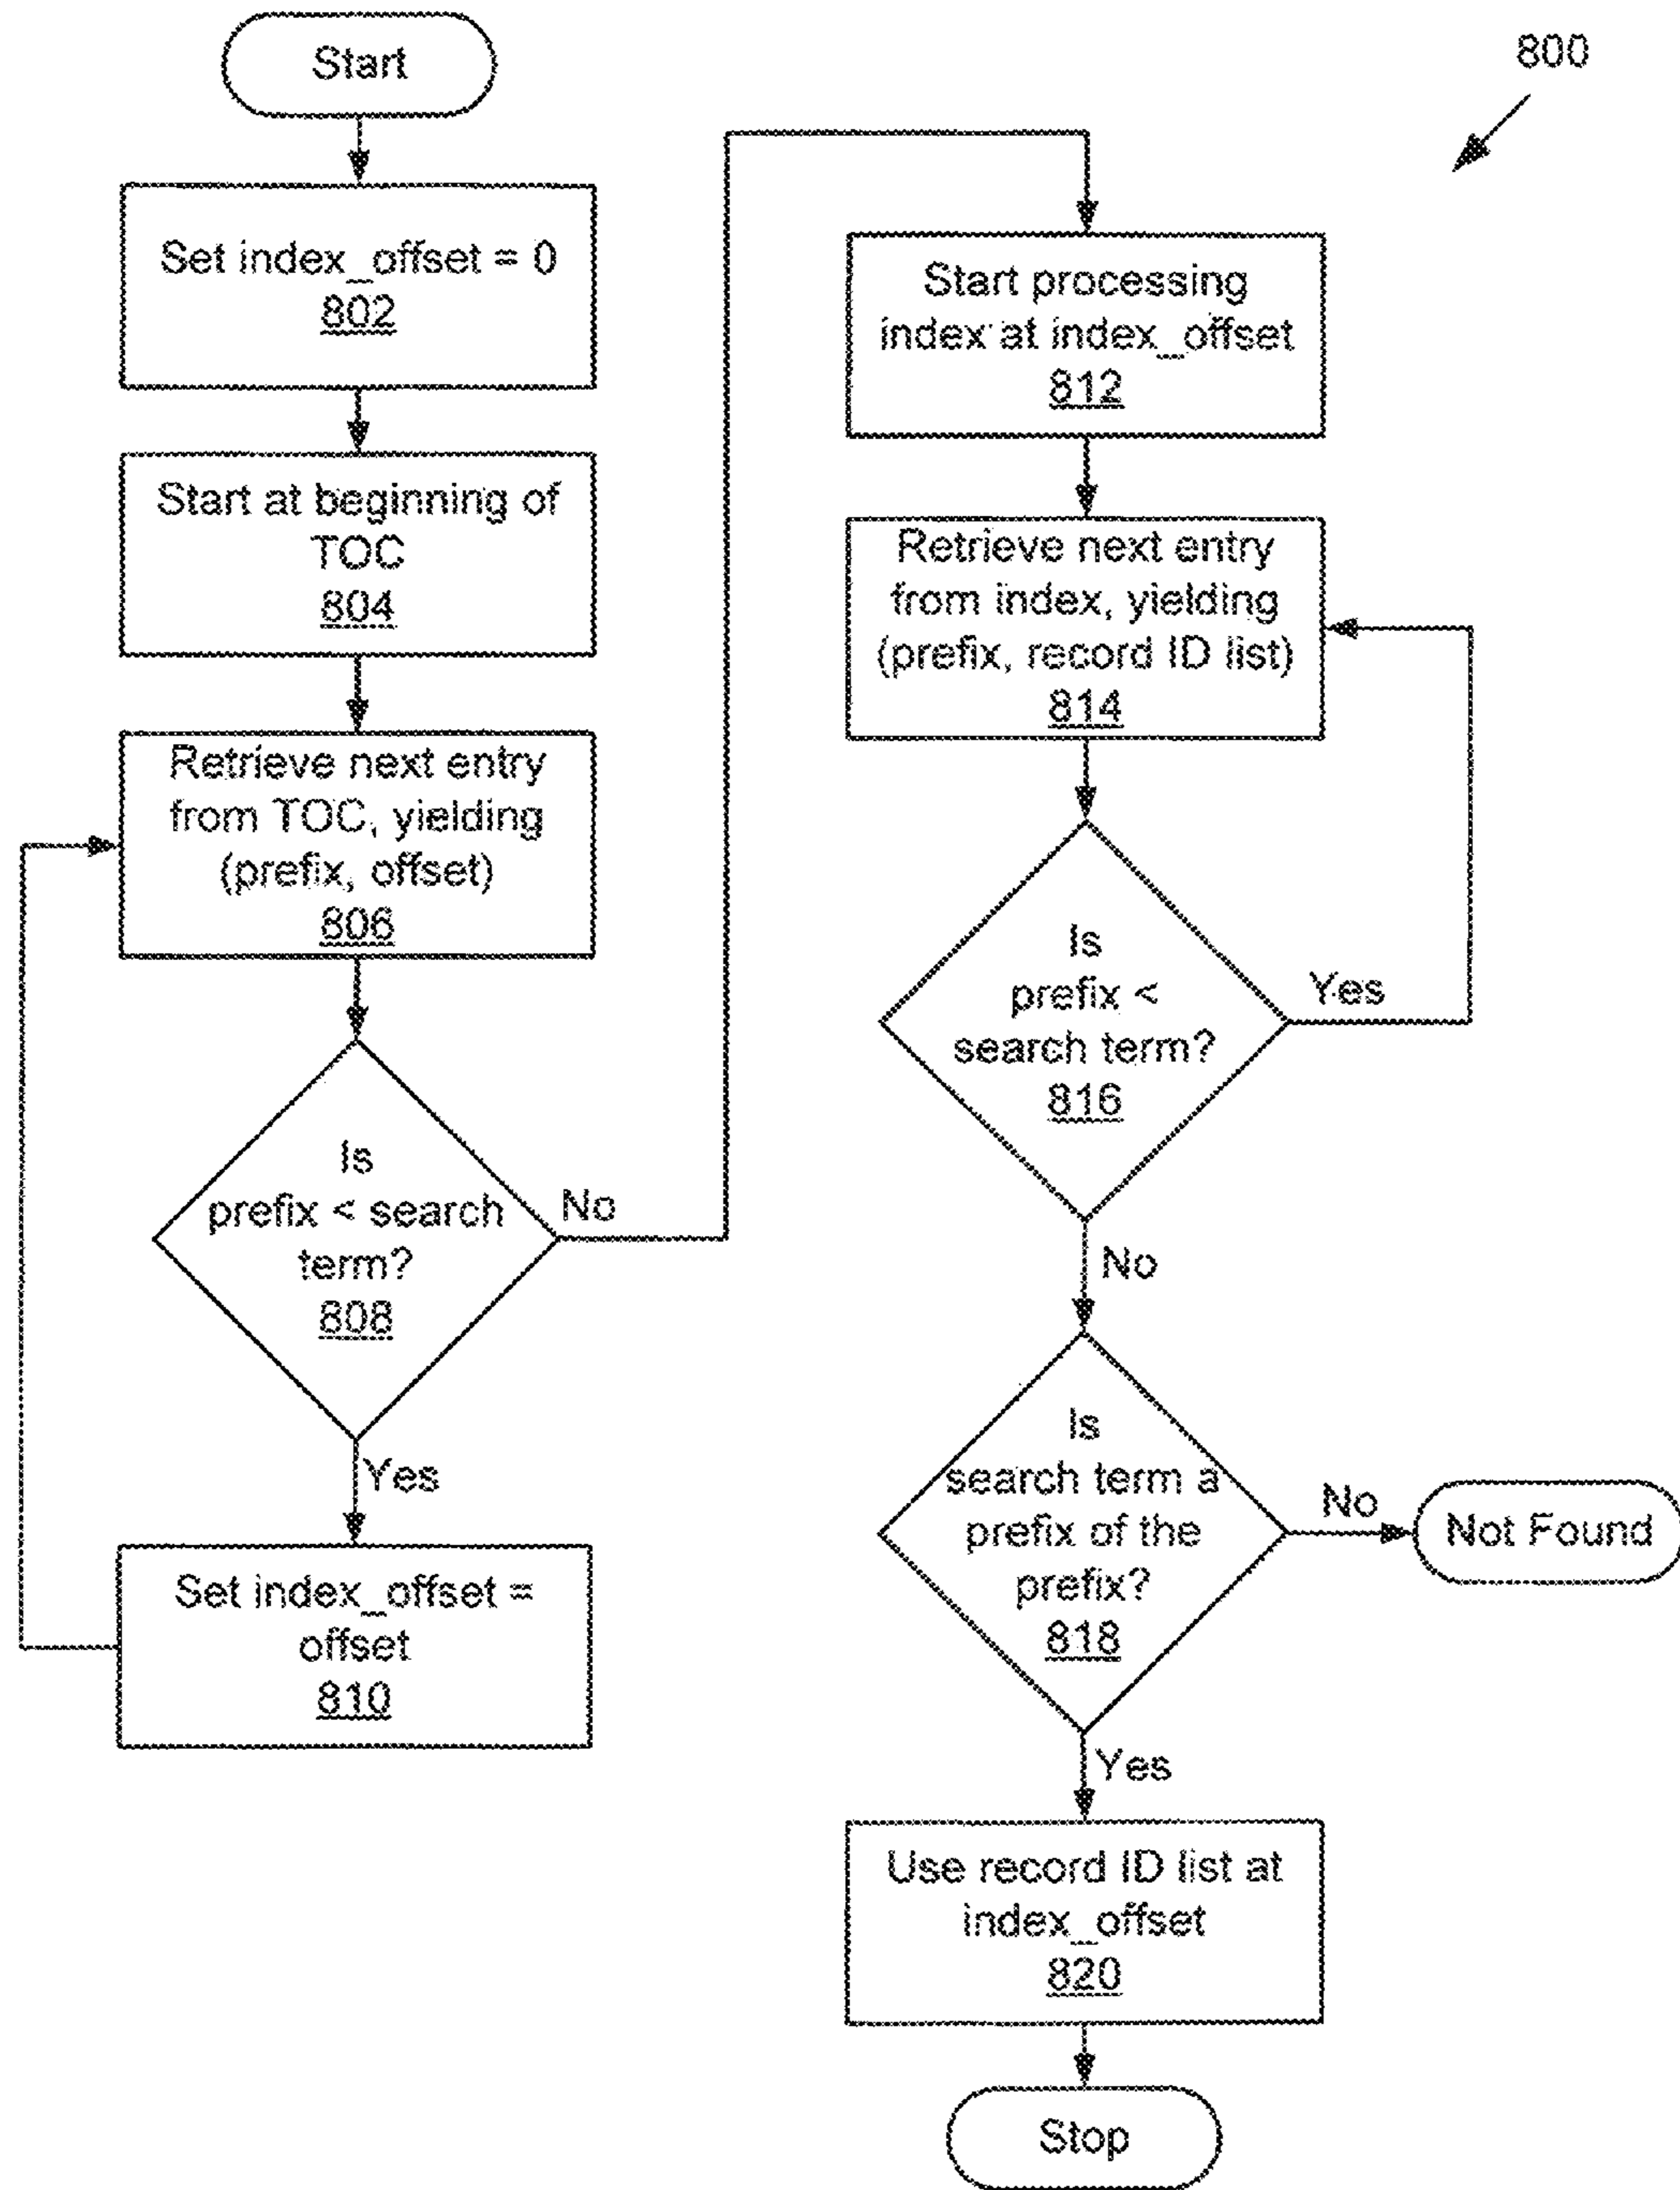 Start
Set index_offset = 0
802
Start at beginning of
TOC
804
Retrieve next entry
from TOC, yielding
(prefix, offset)
806
Is
prefix < search
term?
808
No
Yes
Set index_offset =
offset
810
800
Start processing
index at index_offset
812
Retrieve next entry
from index, yielding
(prefix, record ID list)
814
Is
prefix <
search term?
816
Yes
No
Is
search term a
prefix of the
prefix?
818
No
Not Found
Yes
Use record ID list at
index_offset
820
Stop